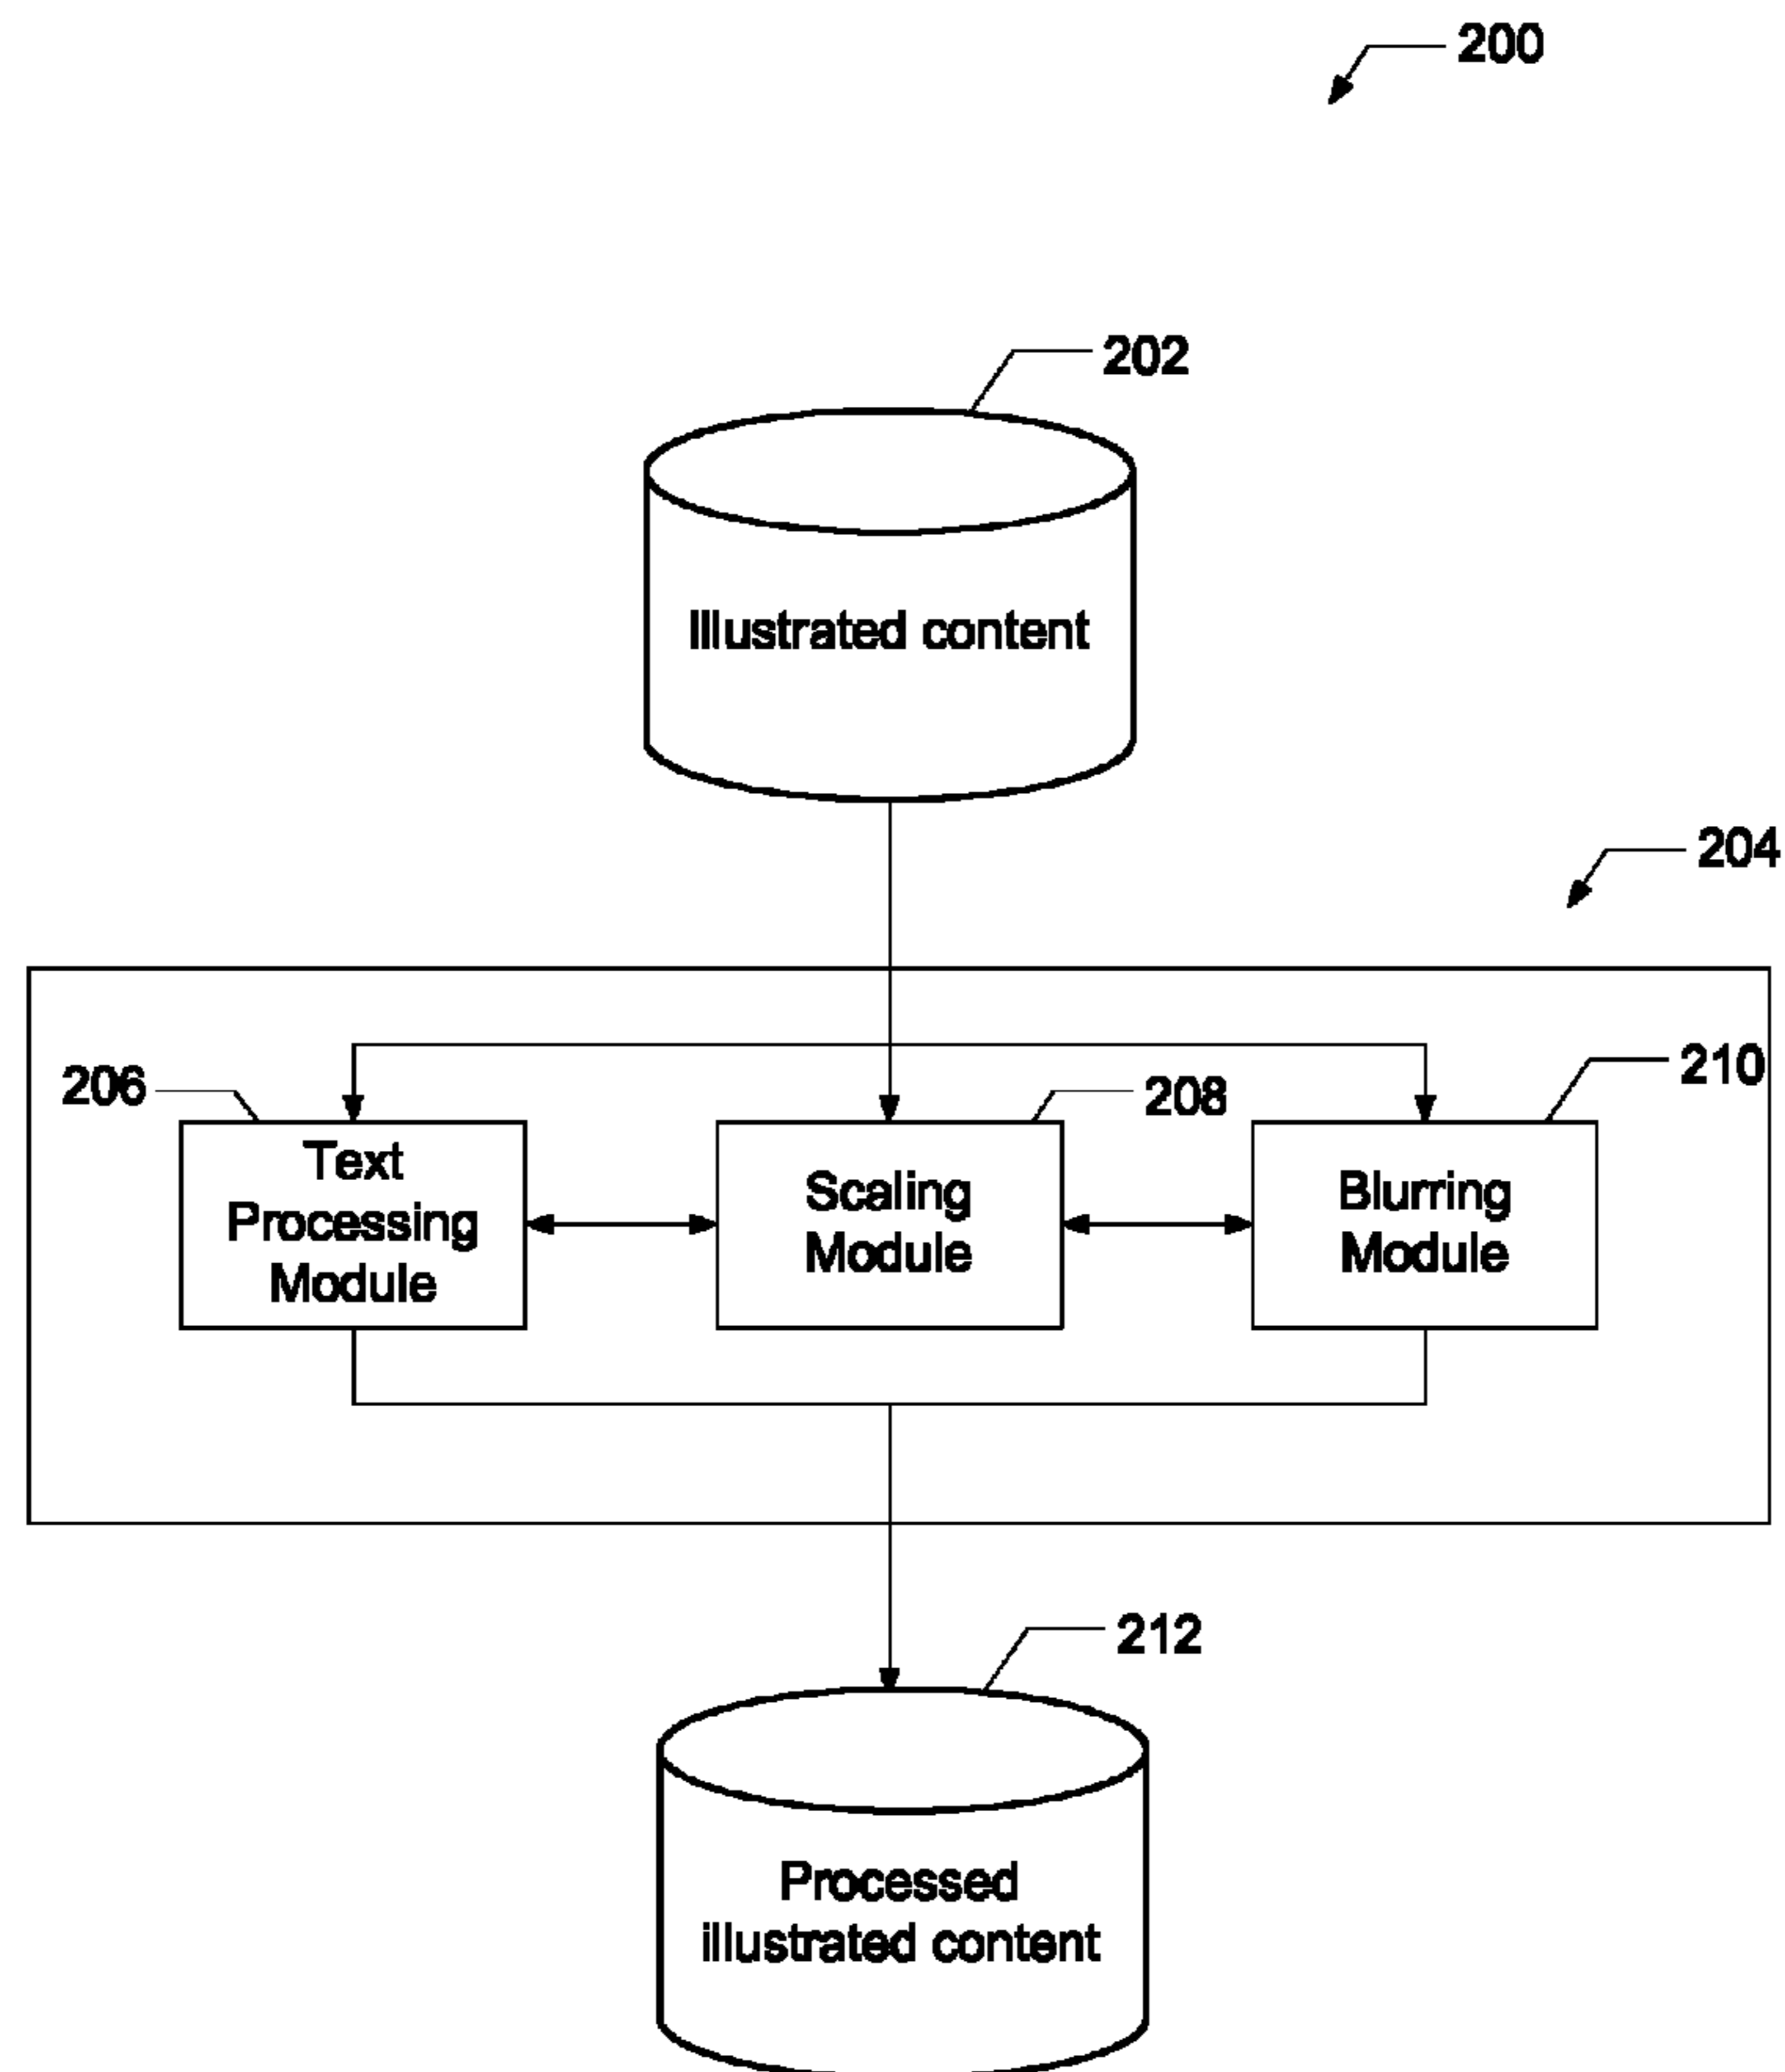 200
202
Illustrated content
204
206
208
210
Text
Processing
Module
Scaling
Module
Blurring
Module
212
Processed
illustrated content